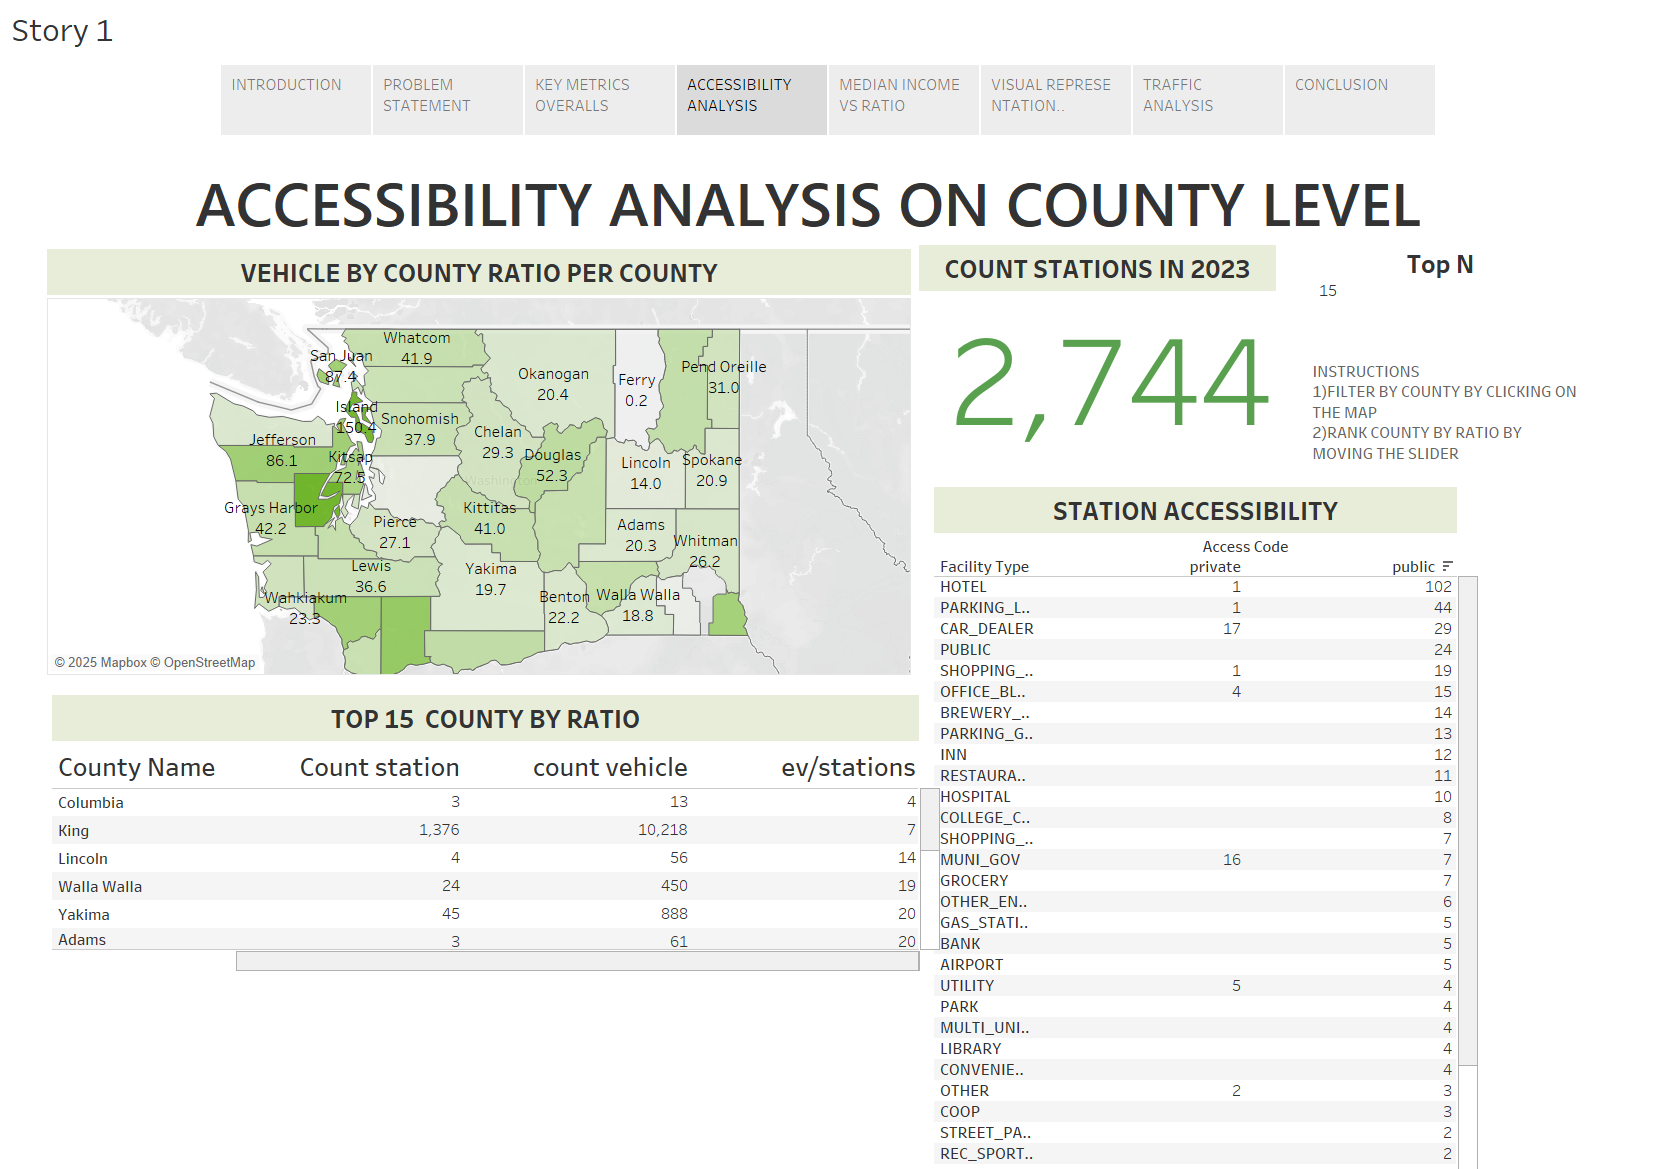 Story 1
INTRODUCTION
PROBLEM
STATEMENT
KEY METRICS
OVERALLS
ACCESSIBILITY
ANALYSIS
MEDIAN INCOME
VS RATIO
VISUAL REPRESE
NTATION..
TRAFFIC
ANALYSIS
CONCLUSION
ACCESSIBILITY ANALYSIS ON COUNTY LEVEL
VEHICLE BY COUNTY RATIO PER COUNTY
Whatcom
41.9
San Juan
87.4
Okanogan
20.4
Ferry
0.2
Pend Oreille
31.0
Island
150.4
Snohomish
37.9
Chelan
29.3
Jefferson
86.1
Kitsap
72.5
Douglas
52.3
Lincoln
14.0
Spokane
20.9
Washington
Grays Harbor
42.2
Pierce
27.1
Kittitas
41.0
Adams
20.3
Whitman
26.2
Lewis
36.6
Yakima
19.7
Wahkiakum
23.3
Benton
22.2
Walla Walla
18.8
© 2025 Mapbox © OpenStreetMap
COUNT STATIONS IN 2023
2,744
Top N
15
INSTRUCTIONS
1)FILTER BY COUNTY BY CLICKING ON
THE MAP
2)RANK COUNTY BY RATIO BY
MOVING THE SLIDER
TOP 15 COUNTY BY RATIO
County Name Count station count vehicle ev/stations
Columbia 3 13 4
King 1,376 10,218 7
Lincoln 4 56 14
Walla Walla 24 450 19
Yakima 45 888 20
Adams 3 61 20
STATION ACCESSIBILITY
Access Code
Facility Type private public
HOTEL 1 102
PARKING_L.. 1 44
CAR_DEALER 17 29
PUBLIC 24
SHOPPING_.. 1 19
OFFICE_BL.. 4 15
BREWERY_.. 14
PARKING_G.. 13
INN 12
RESTAURA.. 11
HOSPITAL 10
COLLEGE_C.. 8
SHOPPING_.. 7
MUNI_GOV 16 7
GROCERY 7
OTHER_EN.. 6
GAS_STATI.. 5
BANK 5
AIRPORT 5
UTILITY 5 4
PARK 4
MULTI_UNI.. 4
LIBRARY 4
CONVENIE.. 4
OTHER 2 3
COOP 3
STREET_PA.. 2
REC_SPORT.. 2